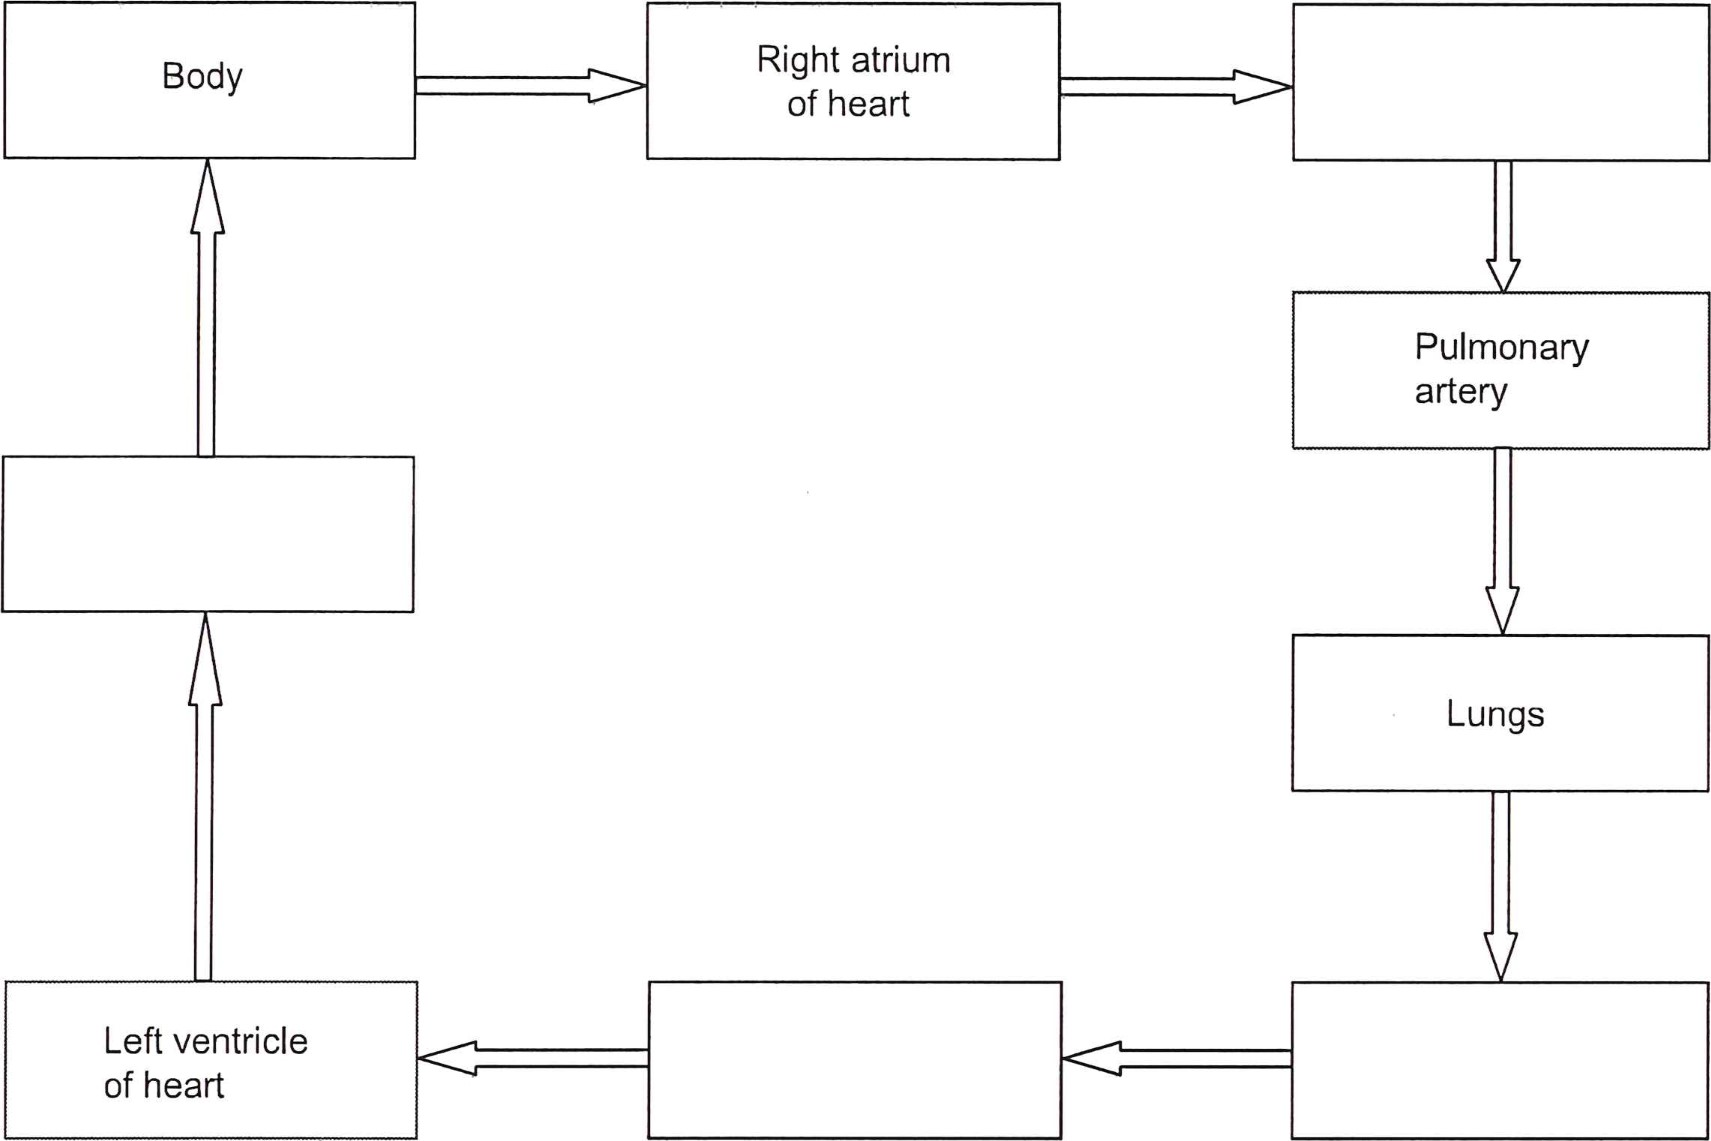 Body
Right atrium
of heart
Pulmonary
artery
Lungs
Left ventricle
of heart